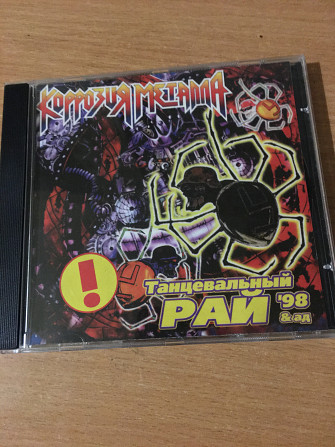 Коррозия Металла
!
Танцевальный
РАЙ '98
& ад